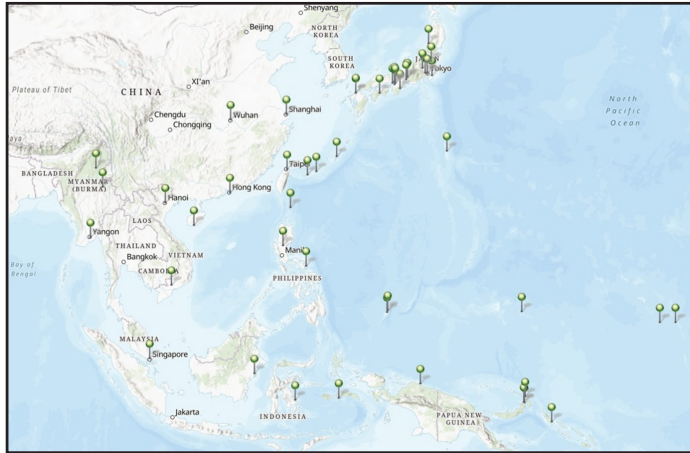 Shenyang
Beijing
NORTH
KOREA
SOUTH
KOREA
Tokyo
XI'an
Plateau of Tibet
CHINA
North
Pacific
Ocean
Shanghai
Chengdu
Wuhan
Chongqing
BANGLADESH
MYANMAR
(BURMA)
Taipei
Hong Kong
Hanoi
LAOS
Yangon
THAILAND
VIETNAM
Bangkok
Manila
Bay of
Bengal
CAMBODIA
PHILIPPINES
MALAYSIA
Singapore
Jakarta
INDONESIA
PAPUA NEW
GUINEA